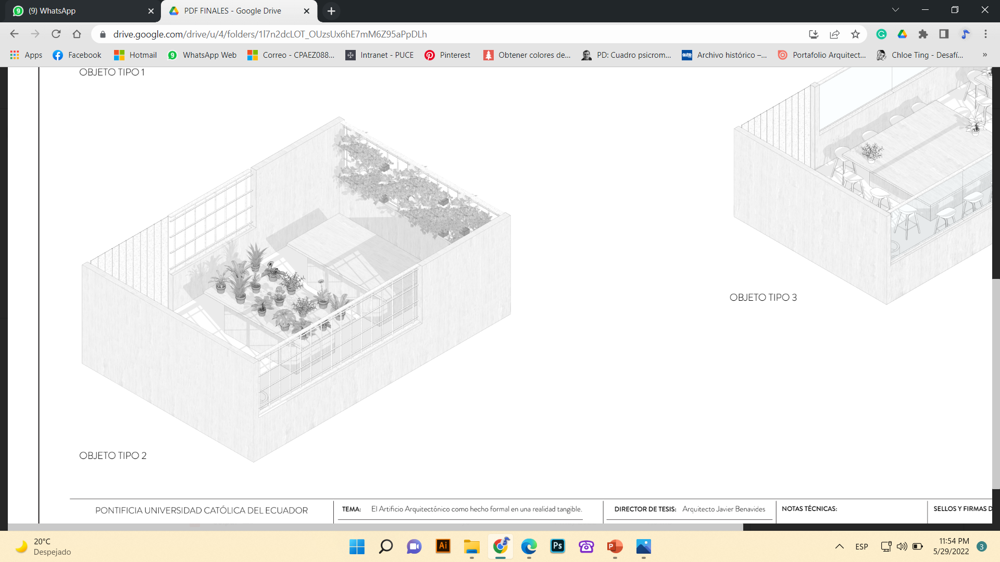 (9) WhatsApp
PDF FINALES - Google Drive
drive.google.com/drive/u/4/folders/1l7n2dcLOT_OUzsUx6hE7mM6Z95aPpDLh
Apps
Facebook
Hotmail
WhatsApp Web
Correo - CPAEZ088...
Intranet - PUCE
Pinterest
Obtener colores de...
PD: Cuadro psicrom...
Archivo histórico –...
Portafolio Arquitect...
Chloe Ting - Desafí...
»
OBJETO TIPO 1
OBJETO TIPO 3
OBJETO TIPO 2
PONTIFICIA UNIVERSIDAD CATÓLICA DEL ECUADOR
TEMA: El Artificio Arquitectónico como hecho formal en una realidad tangible.
DIRECTOR DE TESIS: Arquitecto Javier Benavides
NOTAS TÉCNICAS:
SELLOS Y FIRMAS D
20°C
Despejado
Ai
Ps
P
ESP
11:54 PM
5/29/2022
3